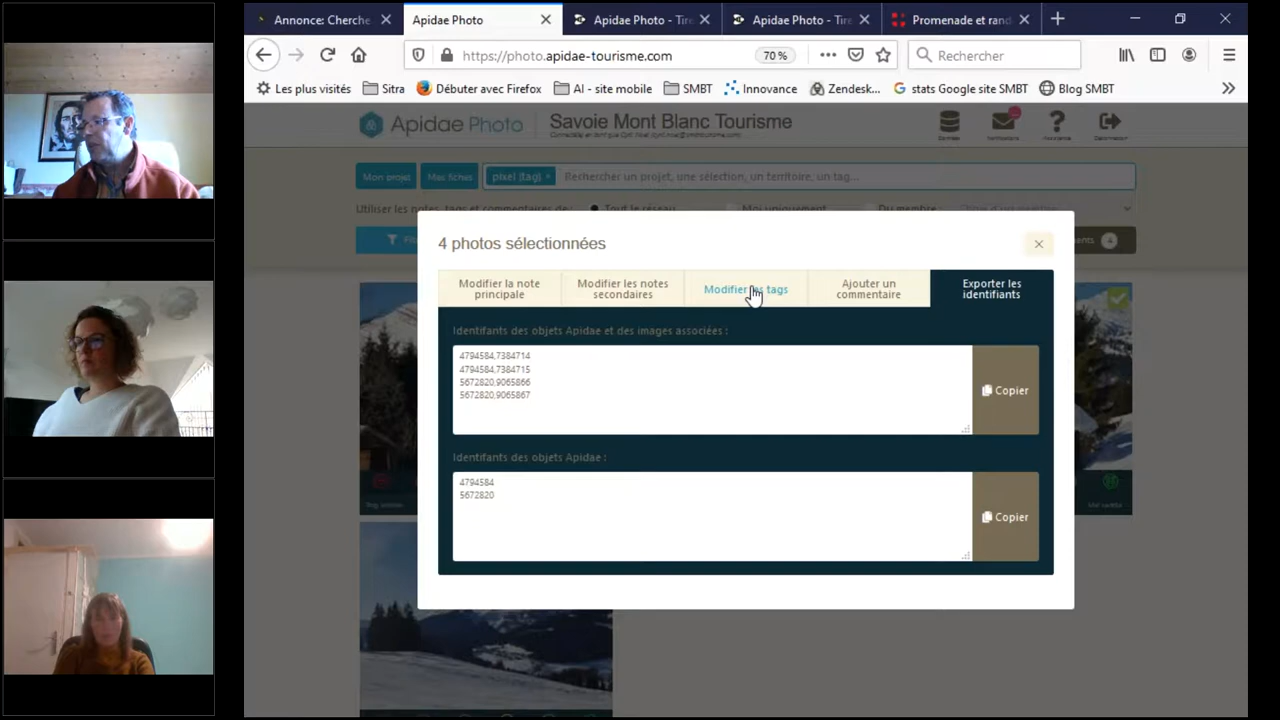 Annonce: Cherche
Apidae Photo
Apidae Photo - Tire
Apidae Photo - Tire
Promenade et rand
https://photo.apidae-tourisme.com
70 %
Rechercher
Les plus visités
Sitra
Débuter avec Firefox
AI - site mobile
SMBT
Innovance
Zendesk...
stats Google site SMBT
Blog SMBT
Apidae Photo
Savoie Mont Blanc Tourisme
Mon projet
Mes fiches
pixel [tag] ×
Rechercher un projet, une sélection, un territoire, un tag...
Utiliser les notes, tags et commentaires de:
Tout le réseau
Moi uniquement
Du membre :
4 photos sélectionnées
Modifier la note principale
Modifier les notes secondaires
Modifier les tags
Ajouter un commentaire
Exporter les identifiants
Identifants des objets Apidae et des images associées :
4794584,7384714
4794584,7384715
5672820,9065866
5672820,9065867
Copier
Identifants des objets Apidae :
4794584
5672820
Copier